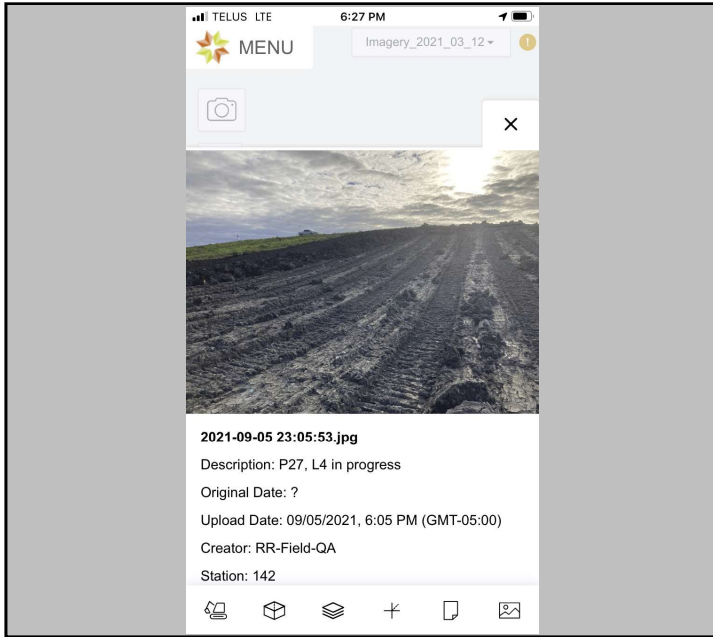 TELUS LTE 6:27 PM
MENU
Imagery_2021_03_12
!
2021-09-05 23:05:53.jpg
Description: P27, L4 in progress
Original Date: ?
Upload Date: 09/05/2021, 6:05 PM (GMT-05:00)
Creator: RR-Field-QA
Station: 142